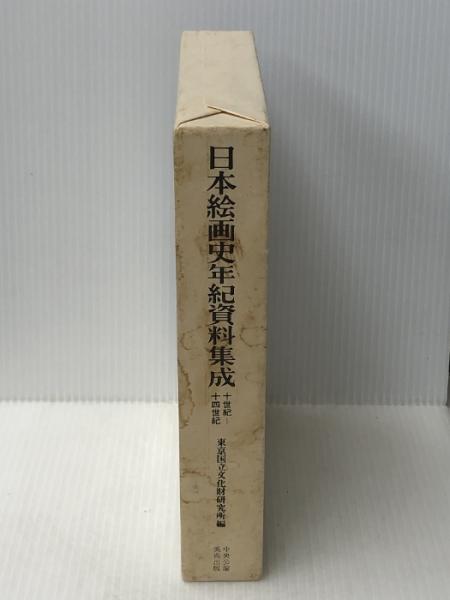 日本絵画史年紀資料集成
十世紀―
十四世紀
東京国立文化財研究所編
中央公論
美術出版